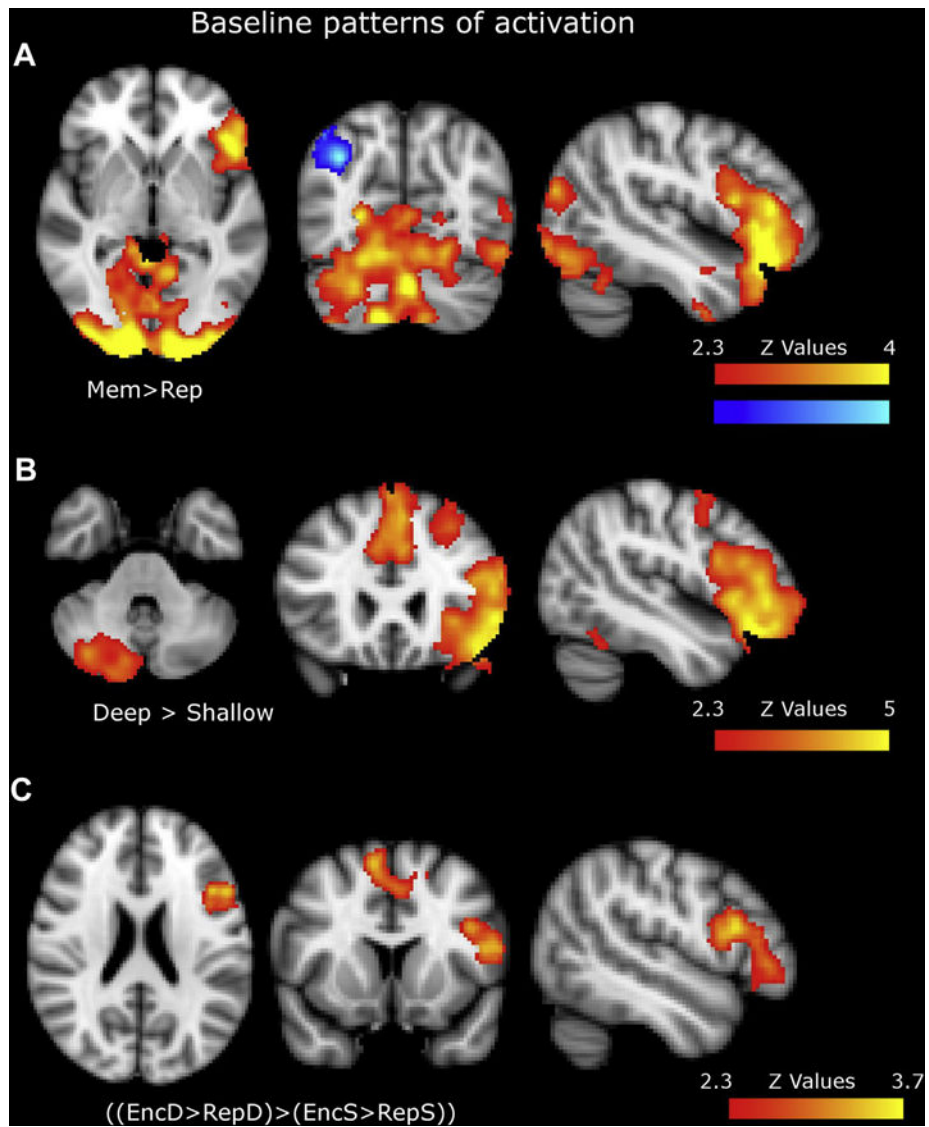 Baseline patterns of activation
A
2.3 Z Values 4
Mem>Rep
B
Deep > Shallow
2.3 Z Values 5
C
2.3 Z Values 3.7
((EncD>RepD)>(EncS>RepS))